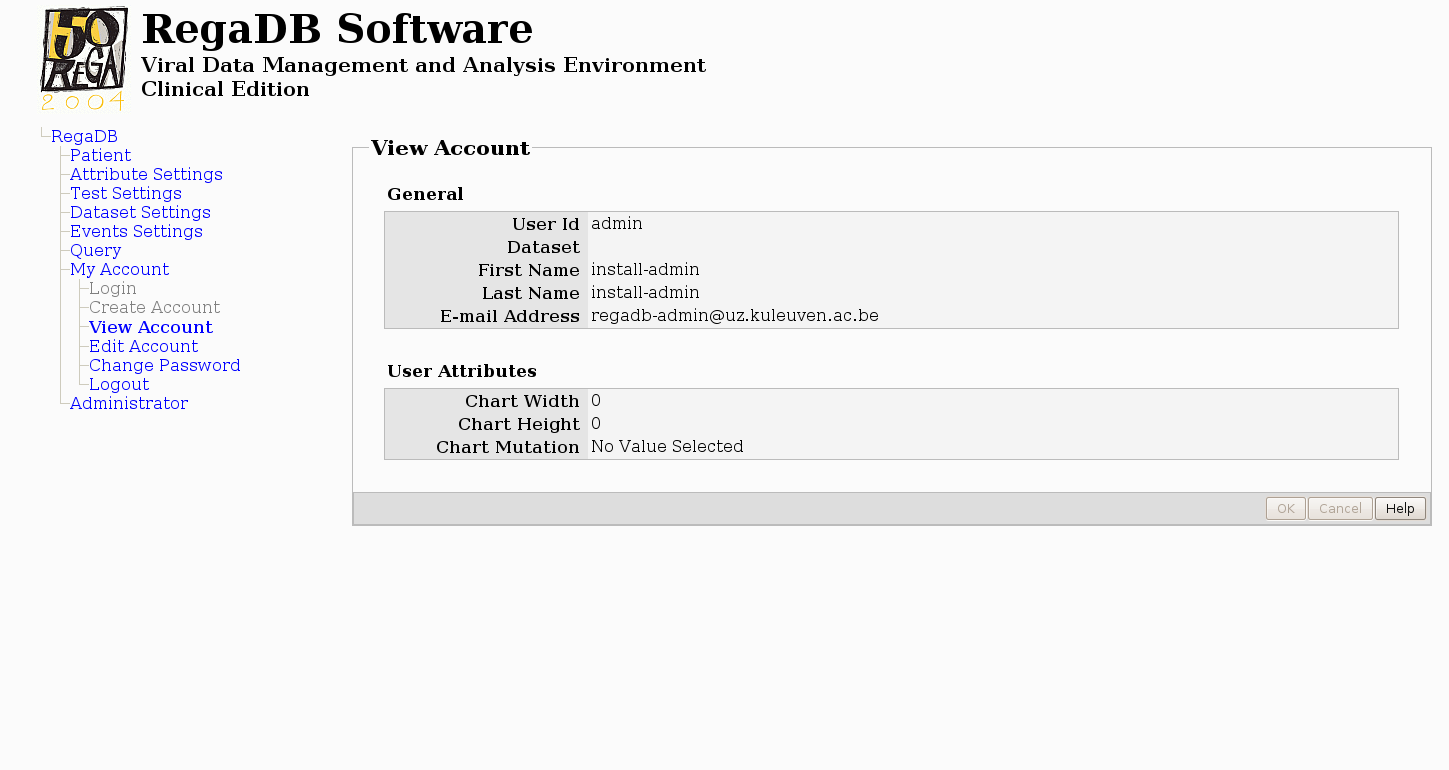 50
REGA
2004
RegaDB Software
Viral Data Management and Analysis Environment
Clinical Edition
RegaDB
Patient
Attribute Settings
Test Settings
Dataset Settings
Events Settings
Query
My Account
Login
Create Account
View Account
Edit Account
Change Password
Logout
Administrator
View Account
General
User Id admin
Dataset
First Name install-admin
Last Name install-admin
E-mail Address regadb-admin@uz.kuleuven.ac.be
User Attributes
Chart Width 0
Chart Height 0
Chart Mutation No Value Selected
OK Cancel Help